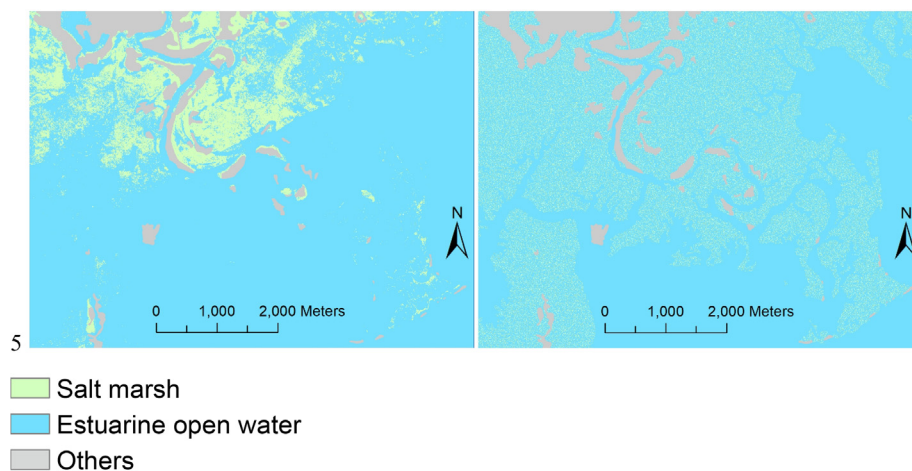 N
N
0 1,000 2,000 Meters
0 1,000 2,000 Meters
5
Salt marsh
Estuarine open water
Others